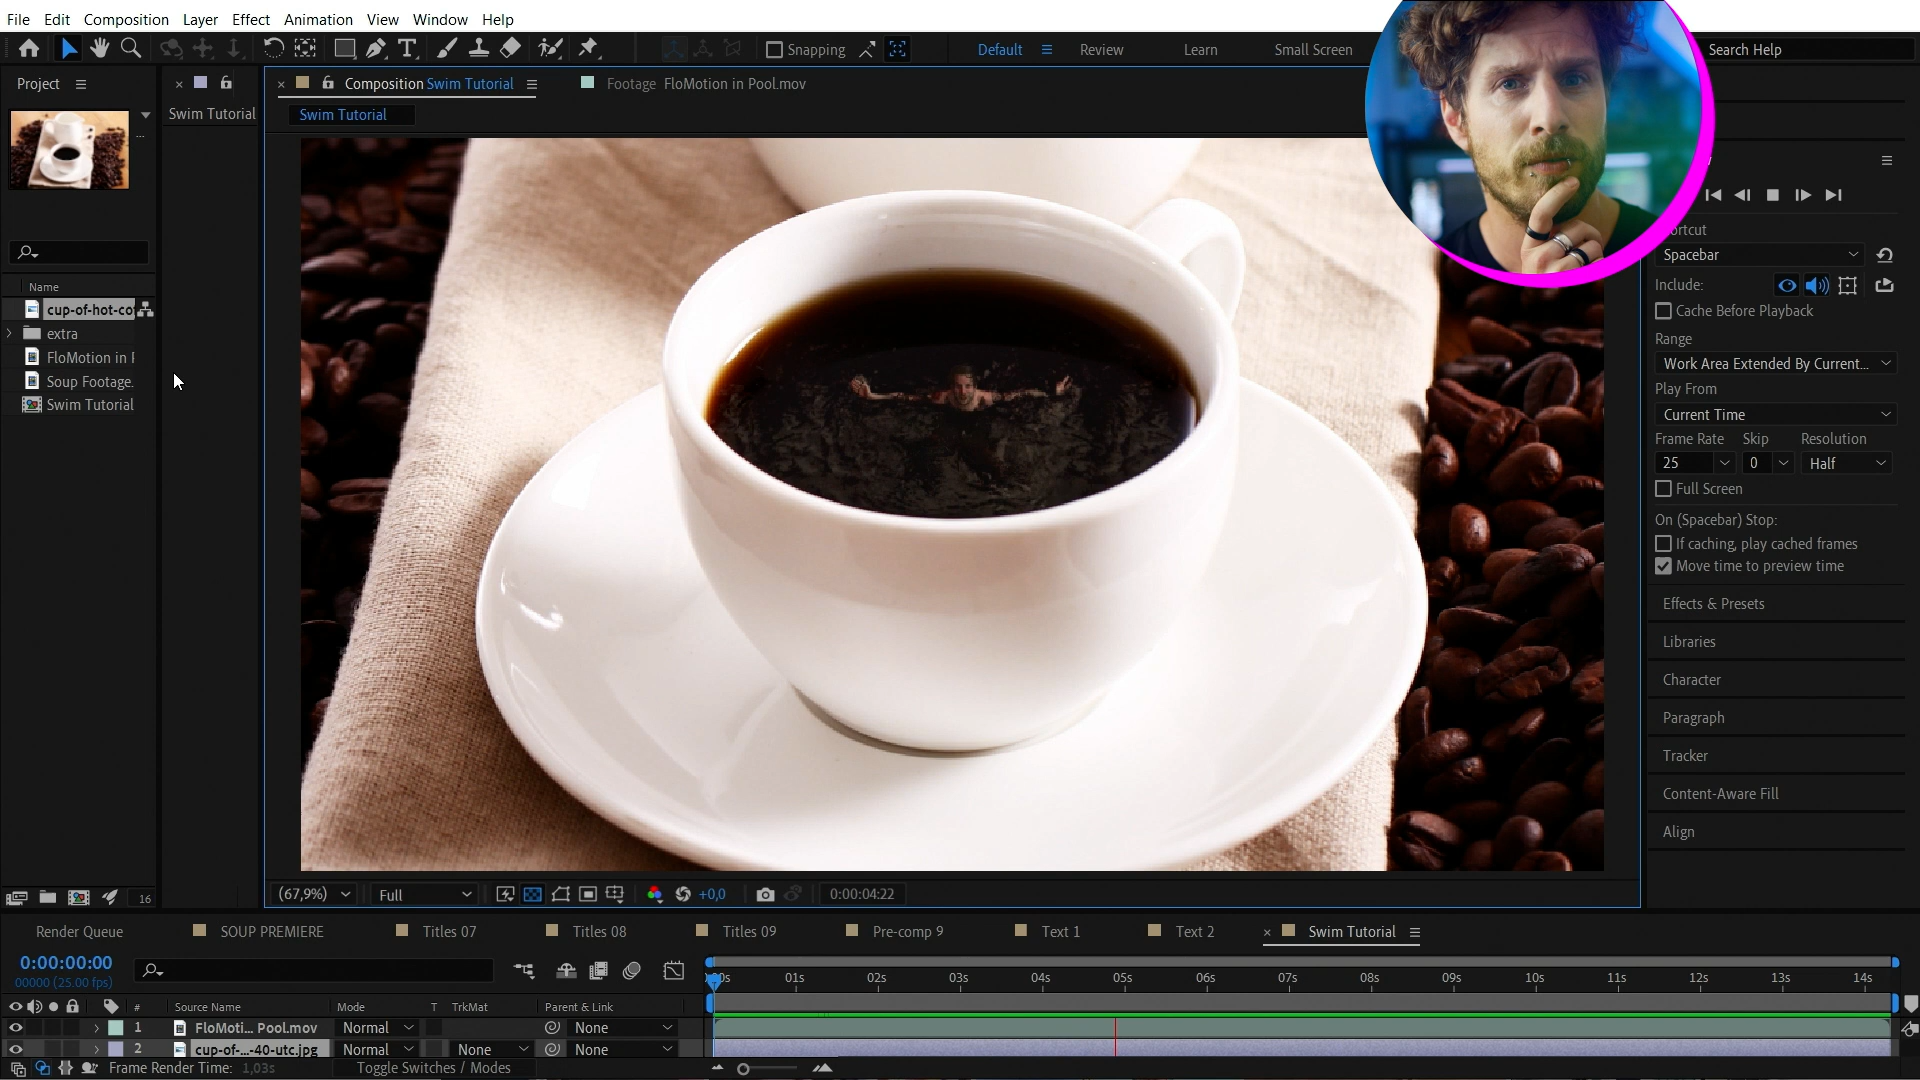 File Edit Composition Layer Effect Animation View Window Help
Snapping Default Review Learn Small Screen Search Help
Project
Swim Tutorial
Composition Swim Tutorial
Footage FloMotion in Pool.mov
Swim Tutorial
Name
cup-of-hot-co
extra
FloMotion in
Soup Footage.
Swim Tutorial
Spacebar
Include:
Cache Before Playback
Range
Work Area Extended By Current...
Play From
Current Time
Frame Rate Skip Resolution
25 0 Half
Full Screen
On (Spacebar) Stop:
If caching, play cached frames
Move time to preview time
Effects & Presets
Libraries
Character
Paragraph
Tracker
Content-Aware Fill
Align
16
(67,9%) Full +0,0 0:00:04:22
Render Queue SOUP PREMIERE Titles 07 Titles 08 Titles 09 Pre-comp 9 Text 1 Text 2 Swim Tutorial
0:00:00:00
00000 (25.00 fps)
01s 02s 03s 04s 05s 06s 07s 08s 09s 10s 11s 12s 13s 14s
# Source Name Mode T TrkMat Parent & Link
1 FloMoti... Pool.mov Normal None
2 cup-of-...-40-utc.jpg Normal None None
Frame Render Time: 1,03s Toggle Switches / Modes